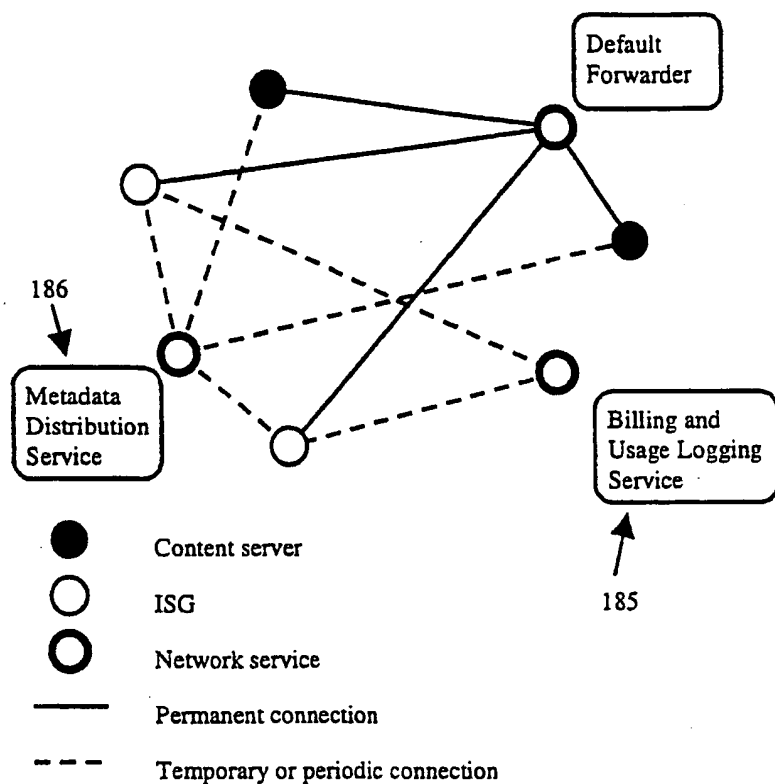 Default
Forwarder
186
Metadada
Distribution
Service
Billing and
Usage Logging
Service
185
Content server
ISG
Network service
Permanent connection
Temporary or periodic connection